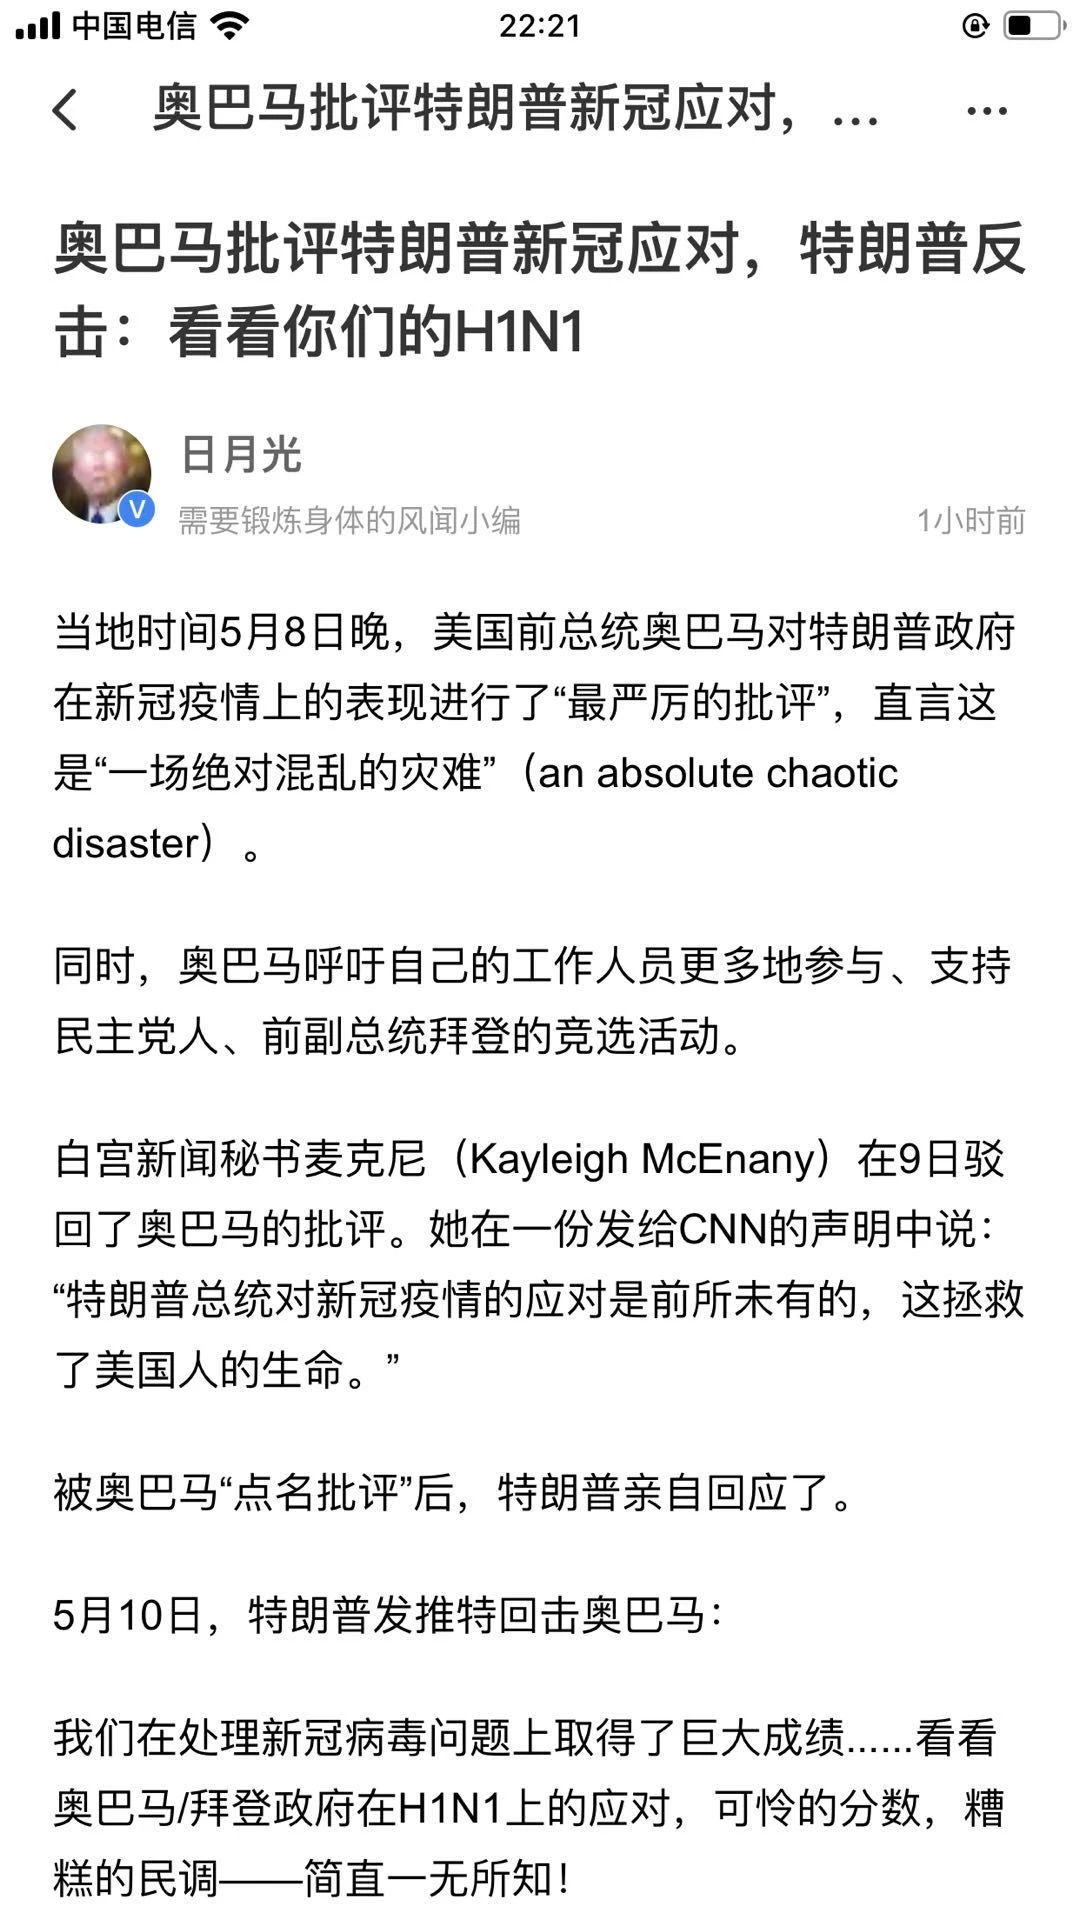 中国电信
22:21
奥巴马批评特朗普新冠应对，...
奥巴马批评特朗普新冠应对，特朗普反
击：看看你们的H1N1
日月光
V
需要锻炼身体的风闻小编
1小时前
当地时间5月8日晚，美国前总统奥巴马对特朗普政府
在新冠疫情上的表现进行了“最严厉的批评”，直言这
是“一场绝对混乱的灾难”（an absolute chaotic
disaster）。
同时，奥巴马呼吁自己的工作人员更多地参与、支持
民主党人、前副总统拜登的竞选活动。
白宫新闻秘书麦克尼（Kayleigh McEnany）在9日驳
回了奥巴马的批评。她在一份发给CNN的声明中说：
“特朗普总统对新冠疫情的应对是前所未有的，这拯救
了美国人的生命。”
被奥巴马“点名批评”后，特朗普亲自回应了。
5月10日，特朗普发推特回击奥巴马：
我们在处理新冠病毒问题上取得了巨大成绩......看看
奥巴马/拜登政府在H1N1上的应对，可怜的分数，糟
糕的民调——简直一无所知！